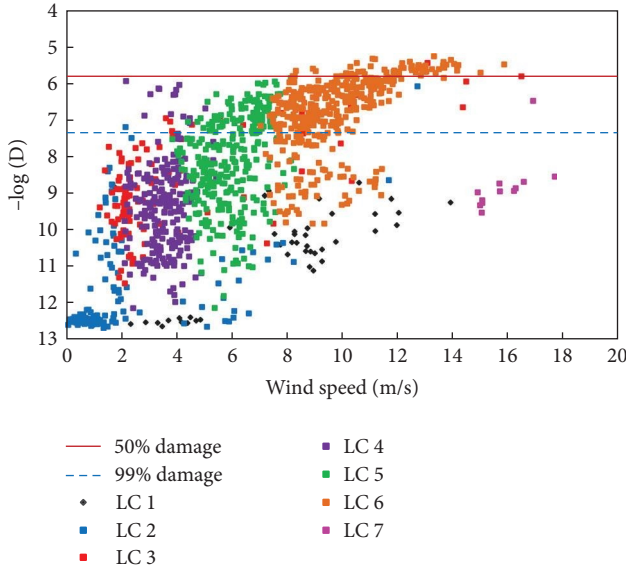 4
5
6
7
8
9
10
11
12
13
−log (D)
0 2 4 6 8 10 12 14 16 18 20
Wind speed (m/s)
50% damage
99% damage
LC 1
LC 2
LC 3
LC 4
LC 5
LC 6
LC 7